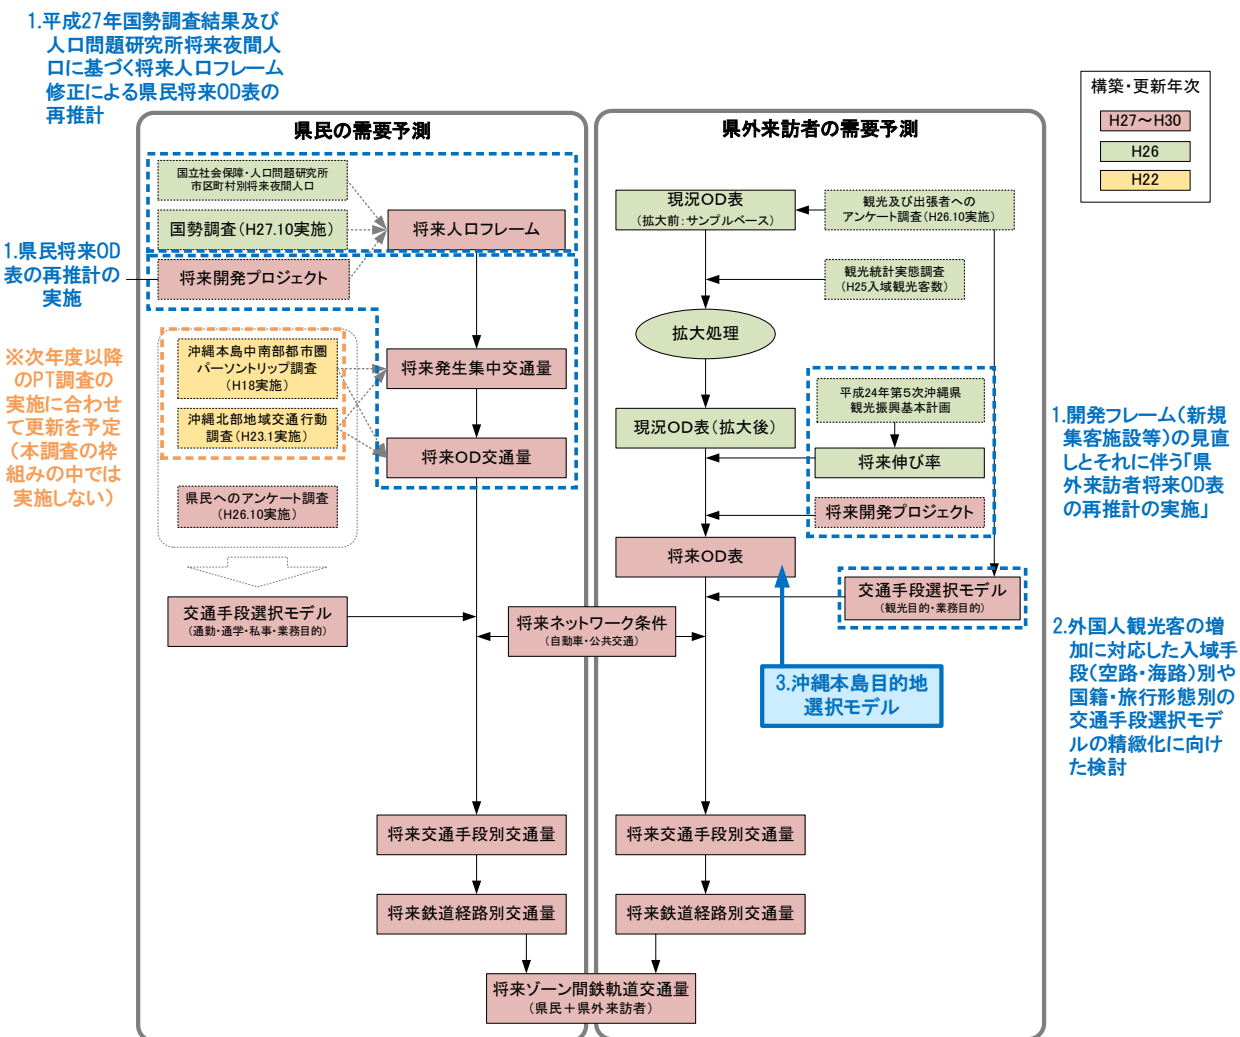 1.平成27年国勢調査結果及び
人口問題研究所将来夜間人
口に基づく将来人口フレーム
修正による県民将来OD表の
再推計
構築・更新年次
H27～H30
H26
H22
県民の需要予測
国立社会保障・人口問題研究所
市区町村別将来夜間人口
国勢調査(H27.10実施)
将来人口フレーム
将来開発プロジェクト
1.県民将来OD
表の再推計の
実施
沖縄本島中南部都市圏
パーソントリップ調査
(H18実施)
沖縄北部地域交通行動
調査(H23.1実施)
※次年度以降
のPT調査の
実施に合わせ
て更新を予定
(本調査の枠
組みの中では
実施しない)
県民へのアンケート調査
(H26.10実施)
将来発生集中交通量
将来OD交通量
交通手段選択モデル
(通勤・通学・私事・業務目的)
将来ネットワーク条件
(自動車・公共交通)
将来交通手段別交通量
将来鉄道経路別交通量
県外来訪者の需要予測
現況OD表
(拡大前:サンプルベース)
観光及び出張者への
アンケート調査(H26.10実施)
観光統計実態調査
(H25入域観光客数)
拡大処理
平成24年第5次沖縄県
観光振興基本計画
現況OD表(拡大後)
将来伸び率
将来開発プロジェクト
将来OD表
交通手段選択モデル
(観光目的・業務目的)
3.沖縄本島目的地
選択モデル
1.開発フレーム(新規
集客施設等)の見直
しとそれに伴う「県
外来訪者将来OD表
の再推計の実施」
2.外国人観光客の増
加に対応した入域手
段(空路・海路)別や
国籍・旅行形態別の
交通手段選択モデ
ルの精緻化に向け
た検討
将来交通手段別交通量
将来鉄道経路別交通量
将来ゾーン間鉄軌道交通量
(県民+県外来訪者)